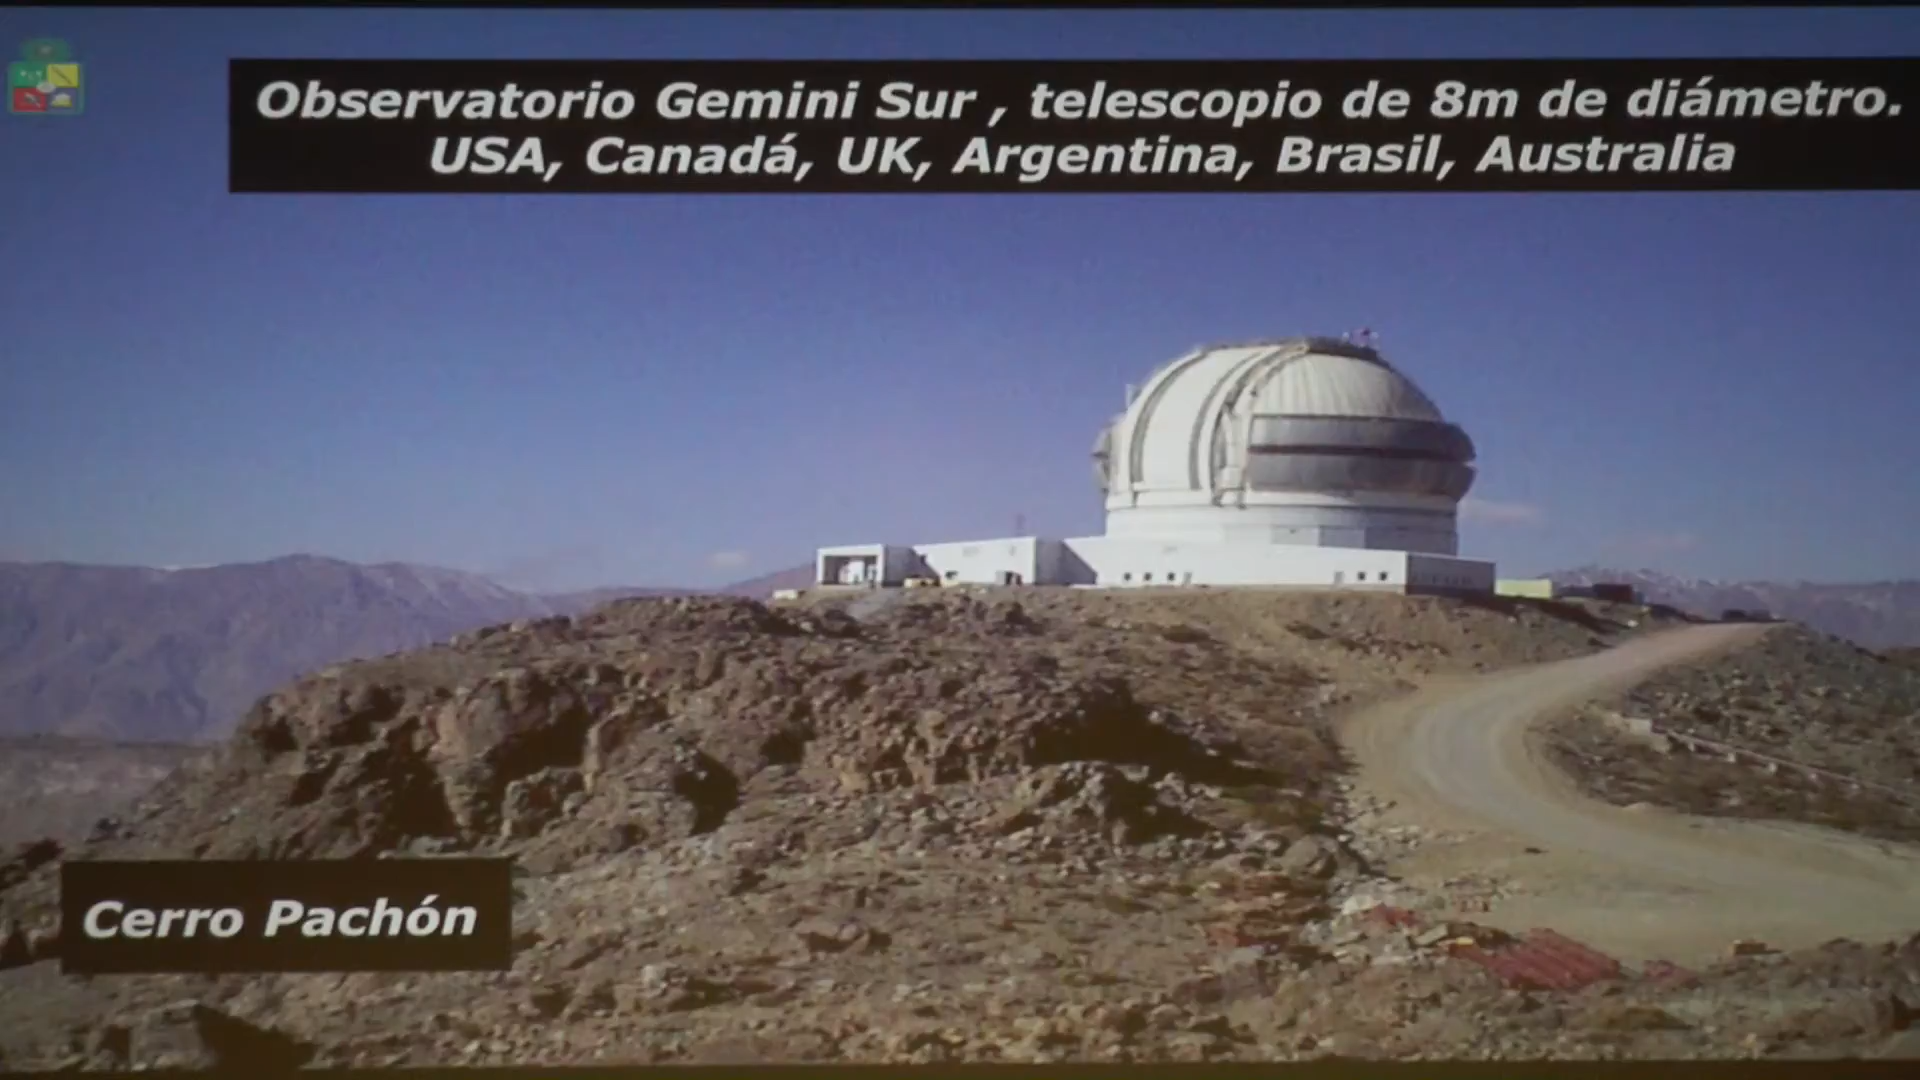 Observatorio Gemini Sur , telescopio de 8m de diámetro.
USA, Canadá, UK, Argentina, Brasil, Australia
Cerro Pachón